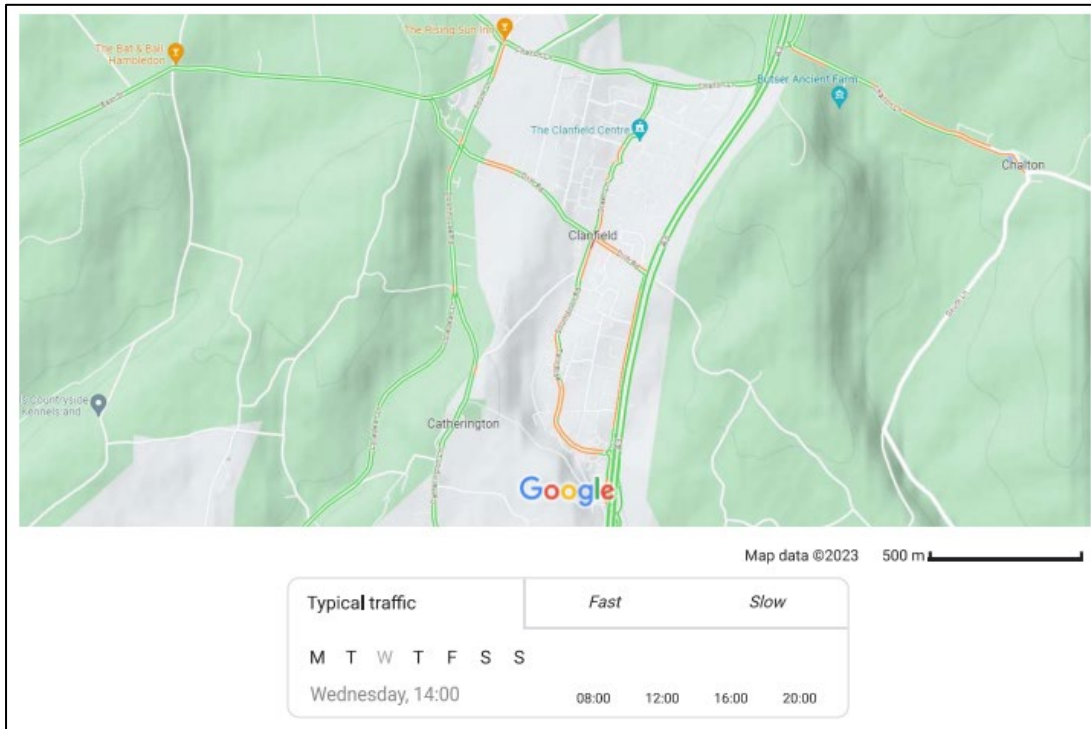 The Rising Sun Inn
The Bat & Ball
Hambledon
Butser Ancient Farm
The Clanfield Centre
Chalton
Clanfield
s Countryside
Kennels and
Catherington
Google
Map data ©2023 500 m
Typical traffic Fast Slow
M T W T F S S
Wednesday, 14:00 08:00 12:00 16:00 20:00